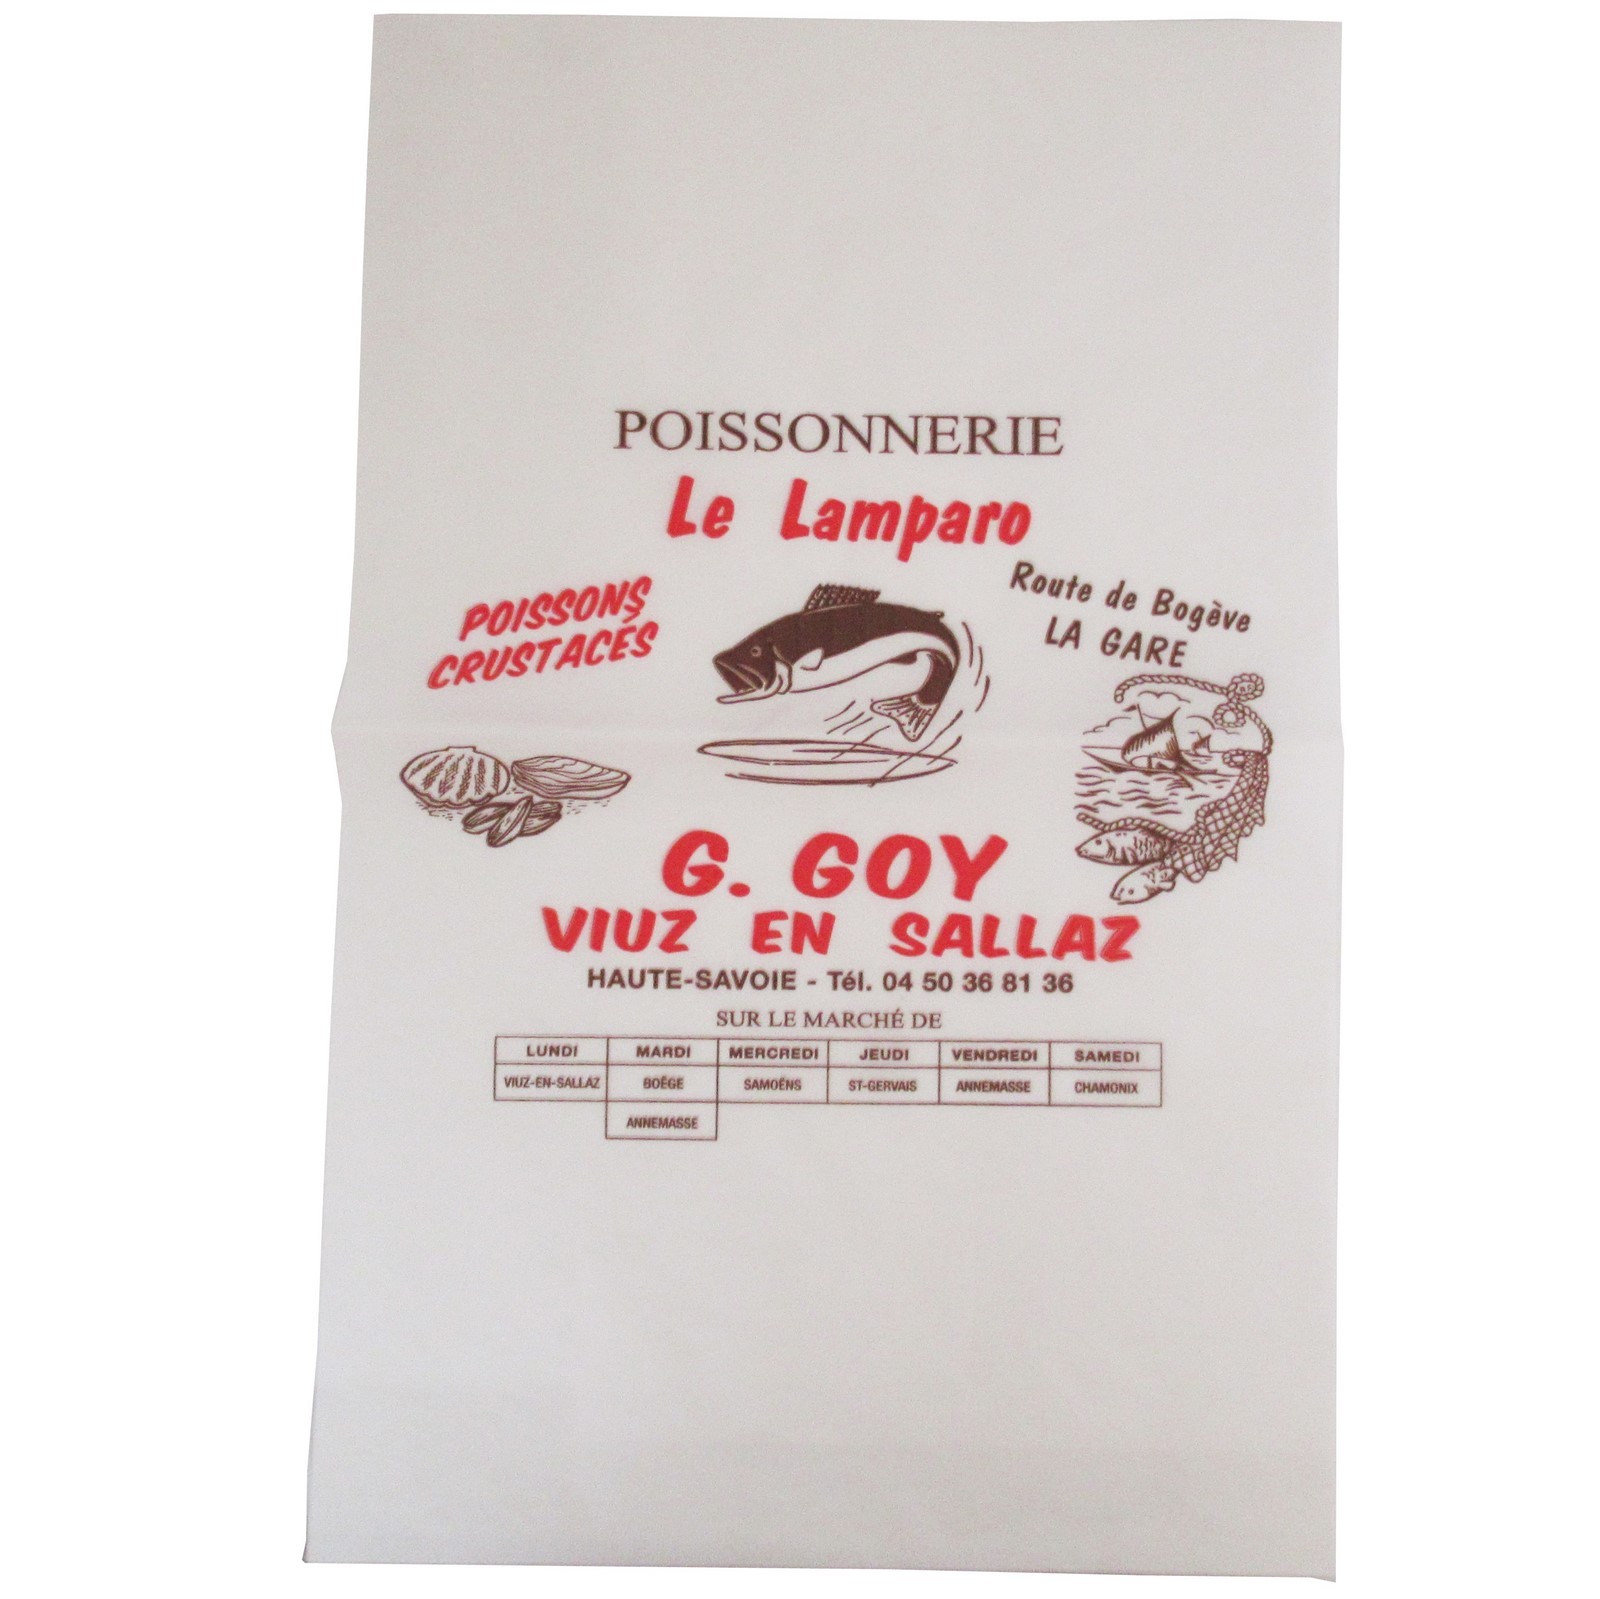 POISSONNERIE
Le Lamparo
POISSONS
CRUSTACÉS
Route de Bogève
LA GARE
G. GOY
VIUZ EN SALLAZ
HAUTE-SAVOIE - Tél. 04 50 36 81 36
SUR LE MARCHÉ DE
LUNDI MARDI MERCREDI JEUDI VENDREDI SAMEDI
VIUZ-EN-SALLAZ BOËGE SAMOËNS ST-GERVAIS ANNEMASSE CHAMONIX
ANNEMASSE